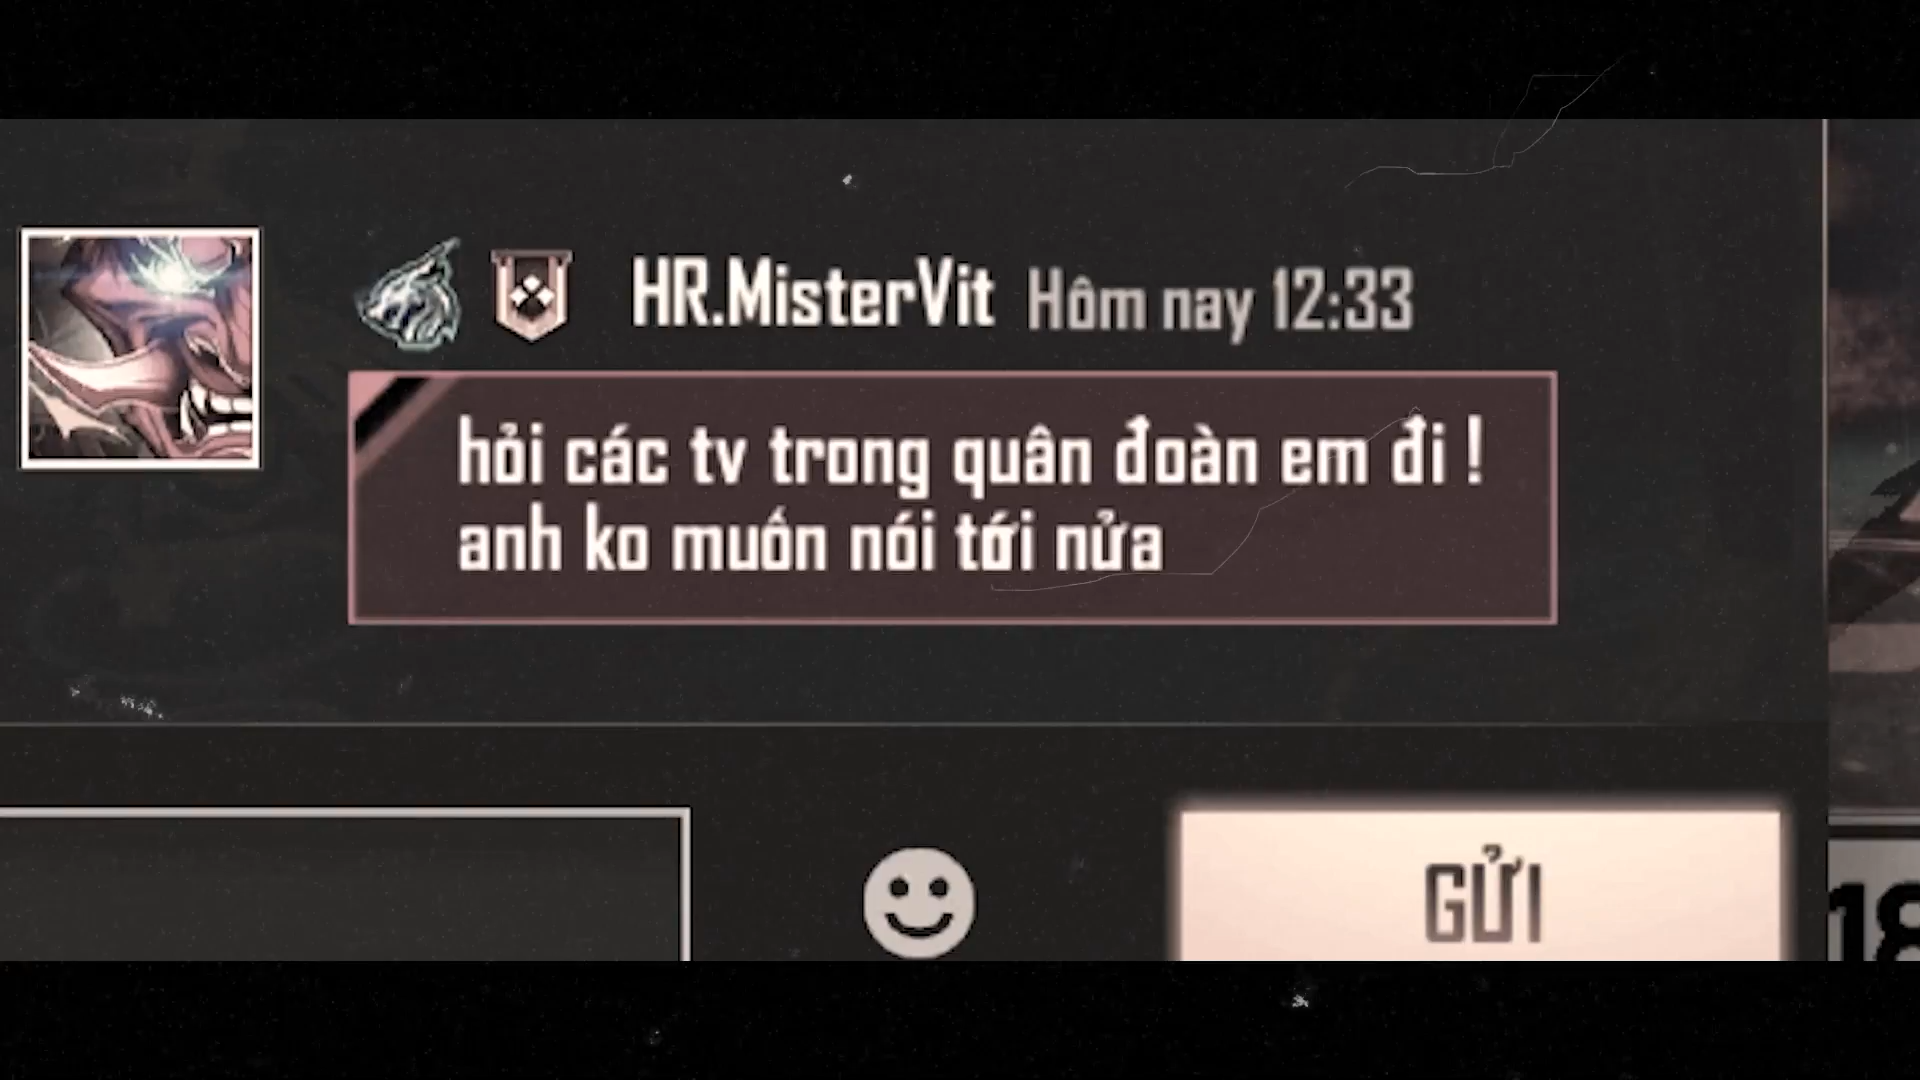 HR.MisterVit Hôm nay 12:33
hỏi các tv trong quân đoàn em đi !
anh ko muốn nói tới nửa
GỬI
18